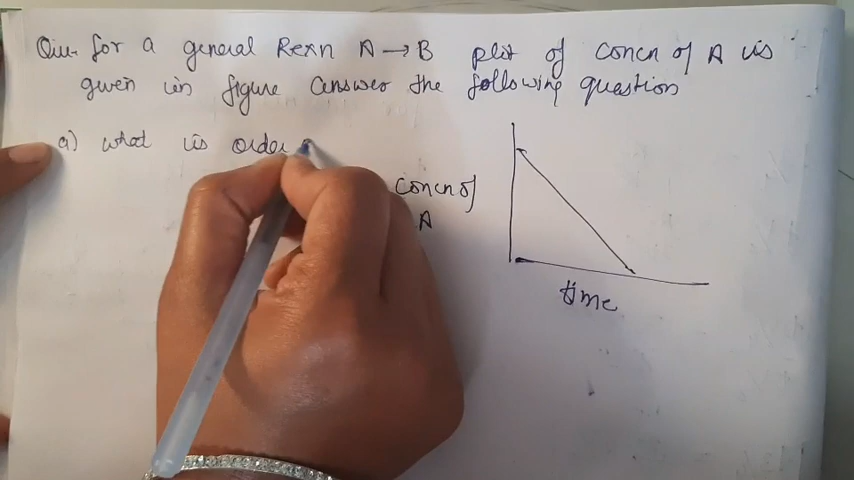 Que. for a general Rexn A → B plot of concn of A is
given in figure answer the following question
a) what is order
concn of
A
time